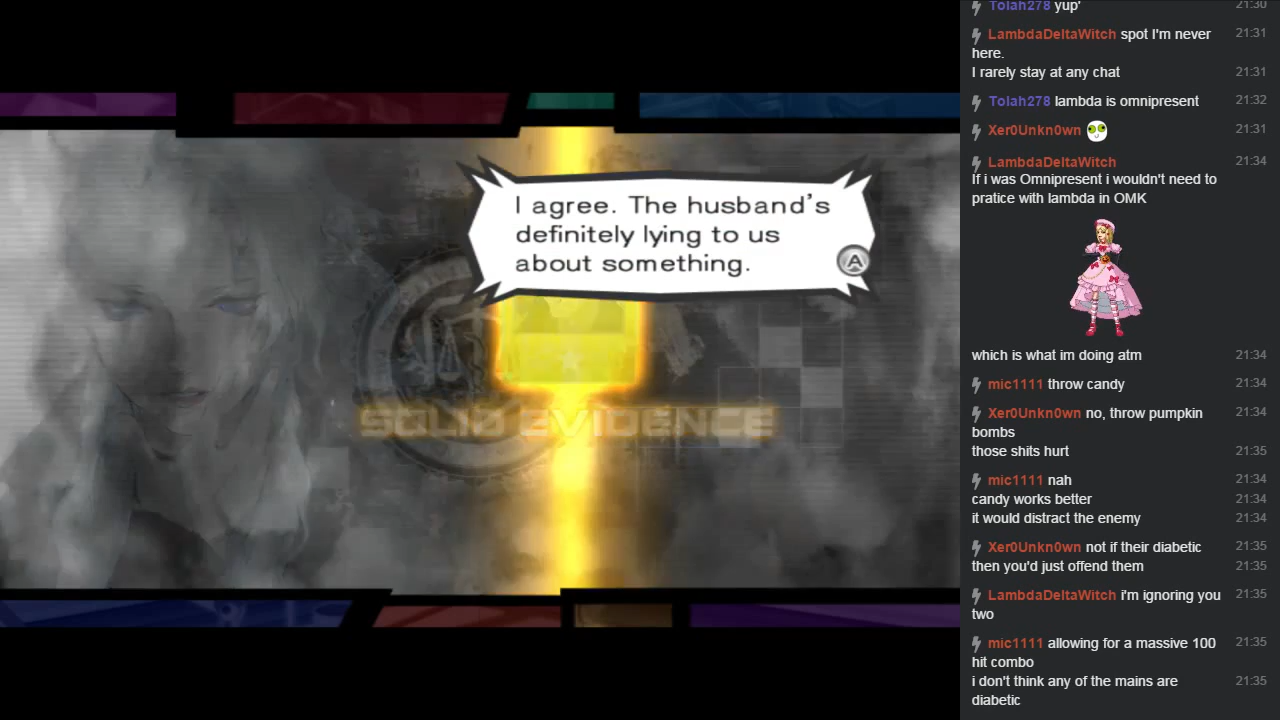 I agree. The husband's
definitely lying to us
about something.
A
SOLID EVIDENCE
Tolah278 yup' 21:30
LambdaDeltaWitch spot I'm never 21:31
here.
I rarely stay at any chat 21:31
Tolah278 lambda is omnipresent 21:32
Xer0Unkn0wn 21:31
LambdaDeltaWitch 21:34
If i was Omnipresent i wouldn't need to
pratice with lambda in OMK
which is what im doing atm 21:34
mic1111 throw candy 21:34
Xer0Unkn0wn no, throw pumpkin 21:34
bombs
those shits hurt 21:35
mic1111 nah 21:34
candy works better 21:34
it would distract the enemy 21:34
Xer0Unkn0wn not if their diabetic 21:35
then you'd just offend them 21:35
LambdaDeltaWitch i'm ignoring you 21:35
two
mic1111 allowing for a massive 100 21:35
hit combo
i don't think any of the mains are 21:35
diabetic